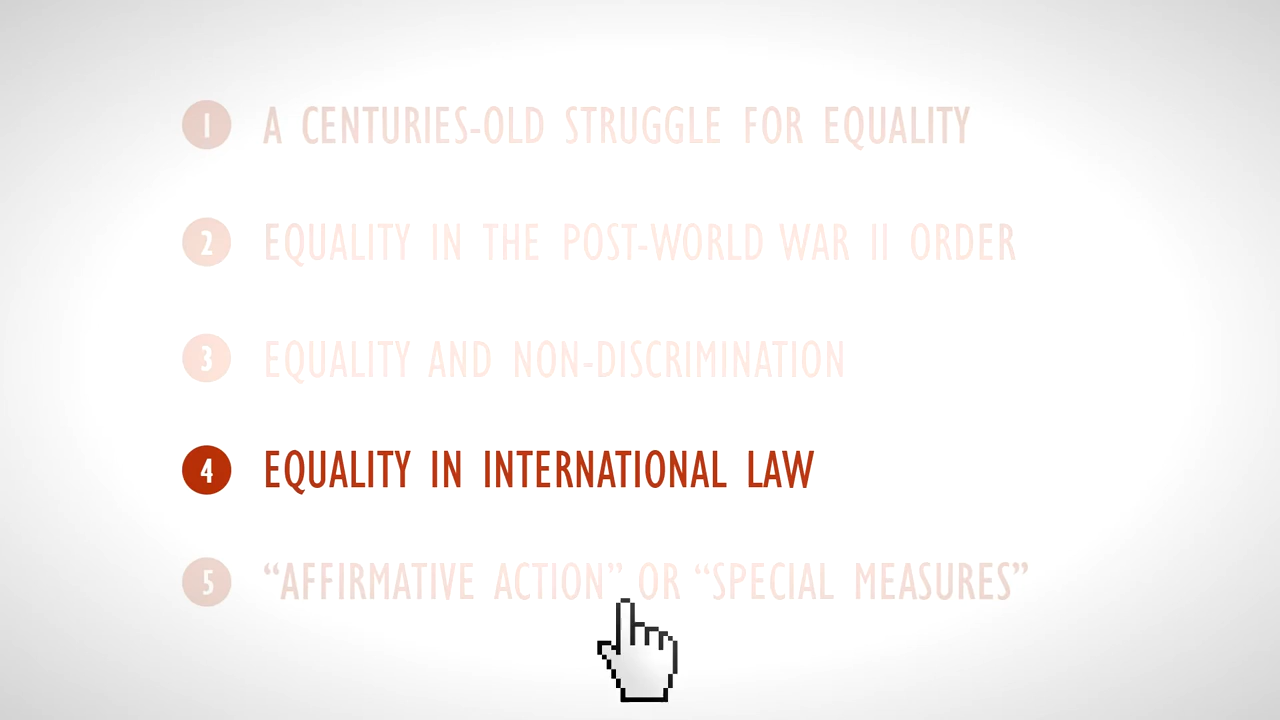 1 A CENTURIES-OLD STRUGGLE FOR EQUALITY
2 EQUALITY IN THE POST-WORLD WAR II ORDER
3 EQUALITY AND NON-DISCRIMINATION
4 EQUALITY IN INTERNATIONAL LAW
5 “AFFIRMATIVE ACTION” OR “SPECIAL MEASURES”